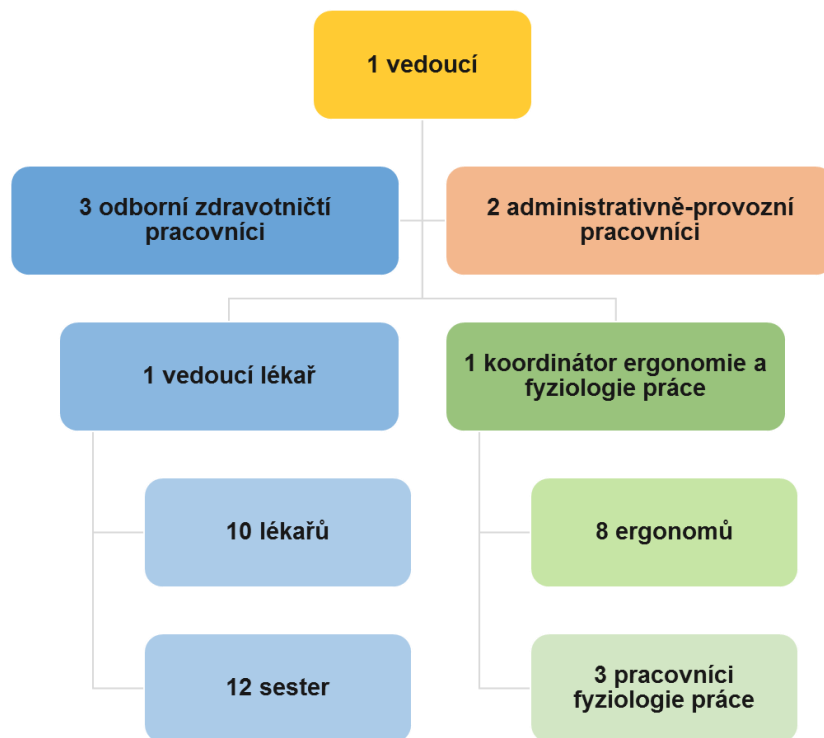 1 vedoucí
3 odborní zdravotničtí
pracovníci
2 administrativně-provozní
pracovníci
1 vedoucí lékař
1 koordinátor ergonomie a
fyziologie práce
10 lékařů
8 ergonomů
12 sester
3 pracovníci
fyziologie práce